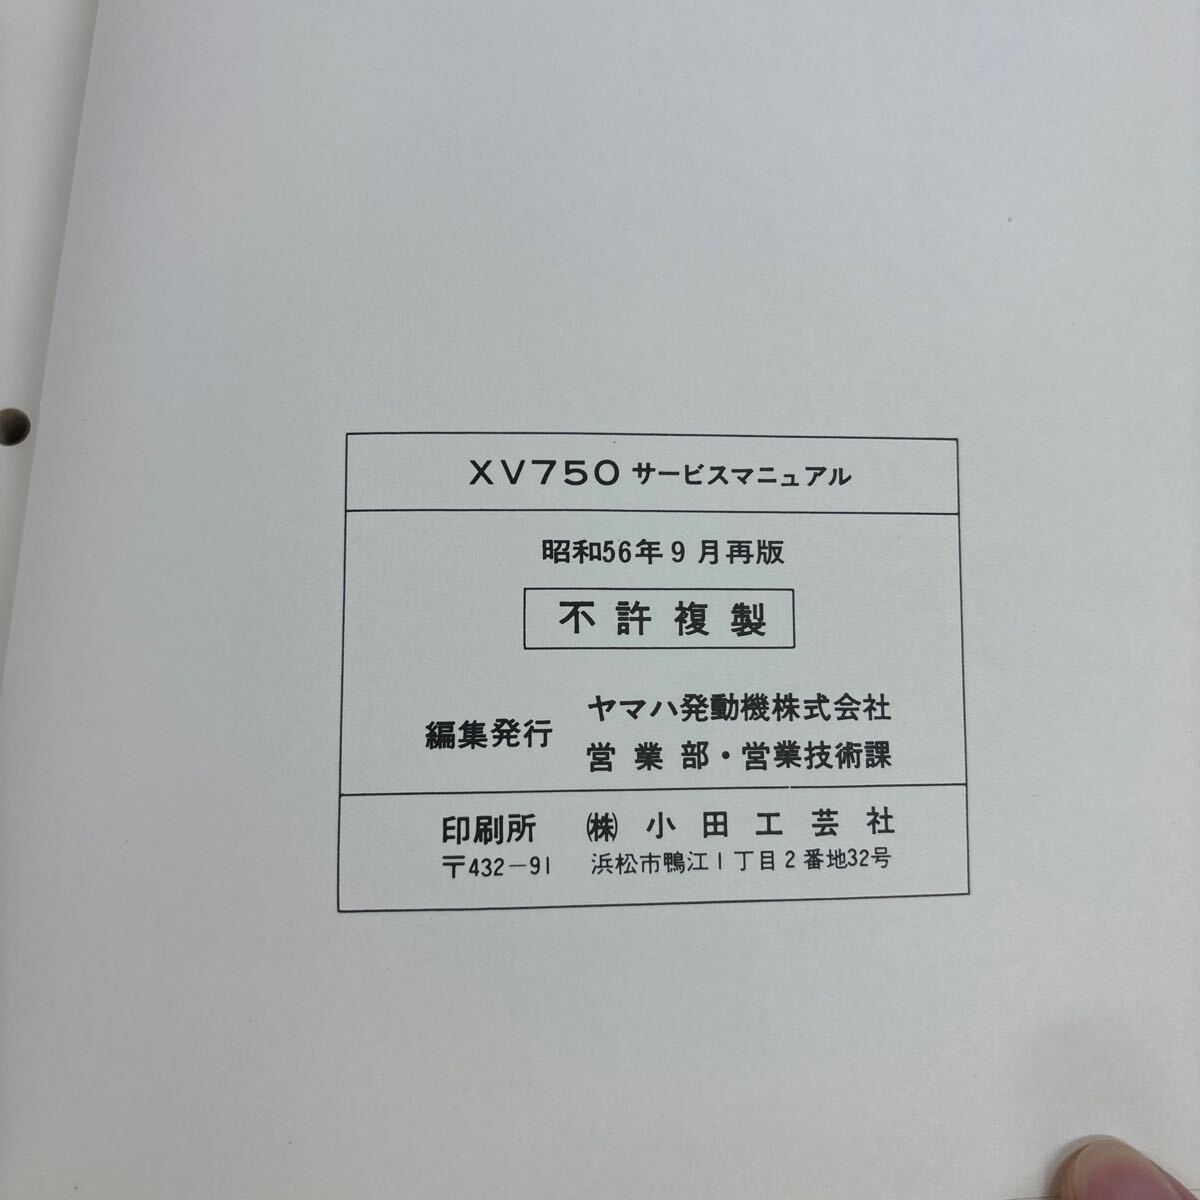 XV750 サービスマニュアル
昭和56年9月再版
不許複製
編集発行 ヤマハ発動機株式会社
営業部・営業技術課
印刷所 ㈱ 小田工芸社
〒432-91 浜松市鴨江1丁目2番地32号